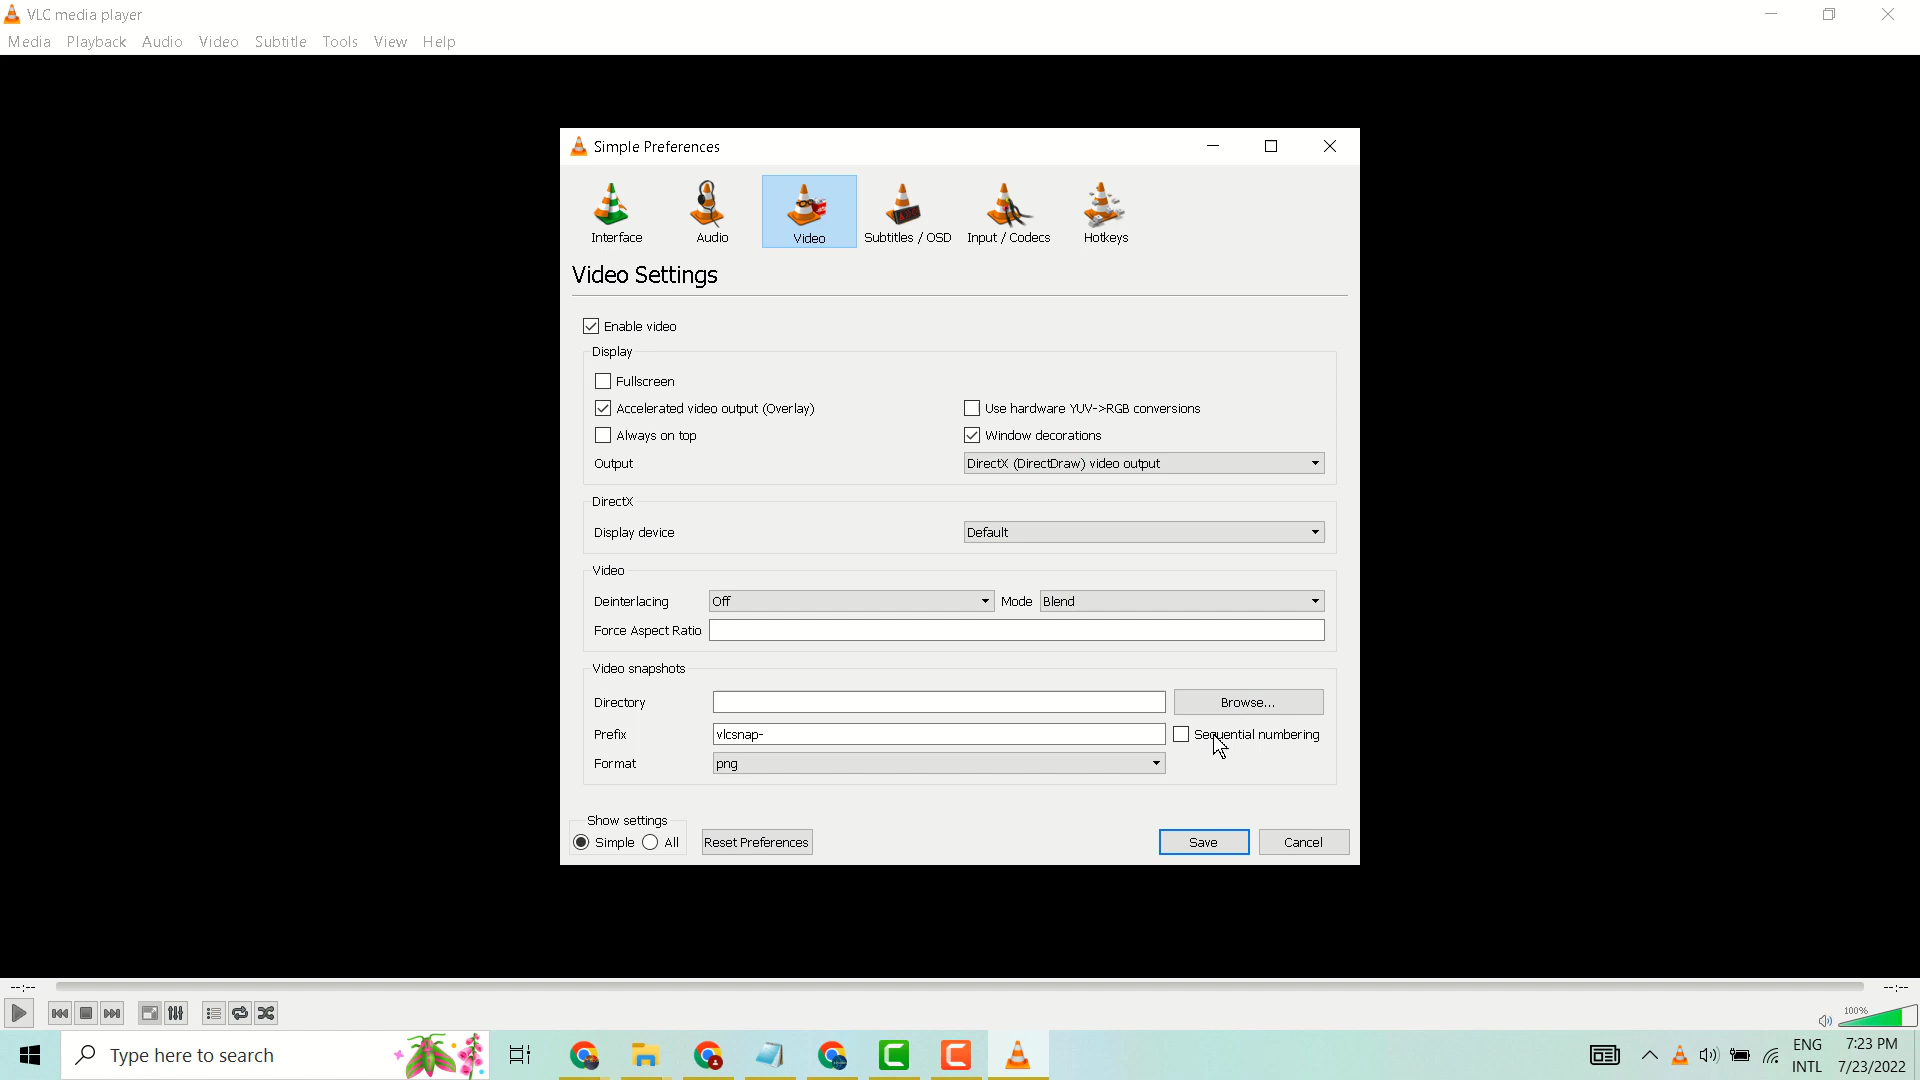 VLC media player
Media Playback Audio Video Subtitle Tools View Help
Simple Preferences
Interface Audio Video Subtitles / OSD Input / Codecs Hotkeys
Video Settings
Enable video
Display
Fullscreen
Accelerated video output (Overlay) Use hardware YUV->RGB conversions
Always on top Window decorations
Output DirectX (DirectDraw) video output
DirectX
Display device Default
Video
Deinterlacing Off Mode Blend
Force Aspect Ratio
Video snapshots
Directory Browse...
Prefix vlcsnap- Sequential numbering
Format png
Show settings
Simple All Reset Preferences Save Cancel
--:-- --:--
100%
Type here to search ENG 7:23 PM
INTL 7/23/2022